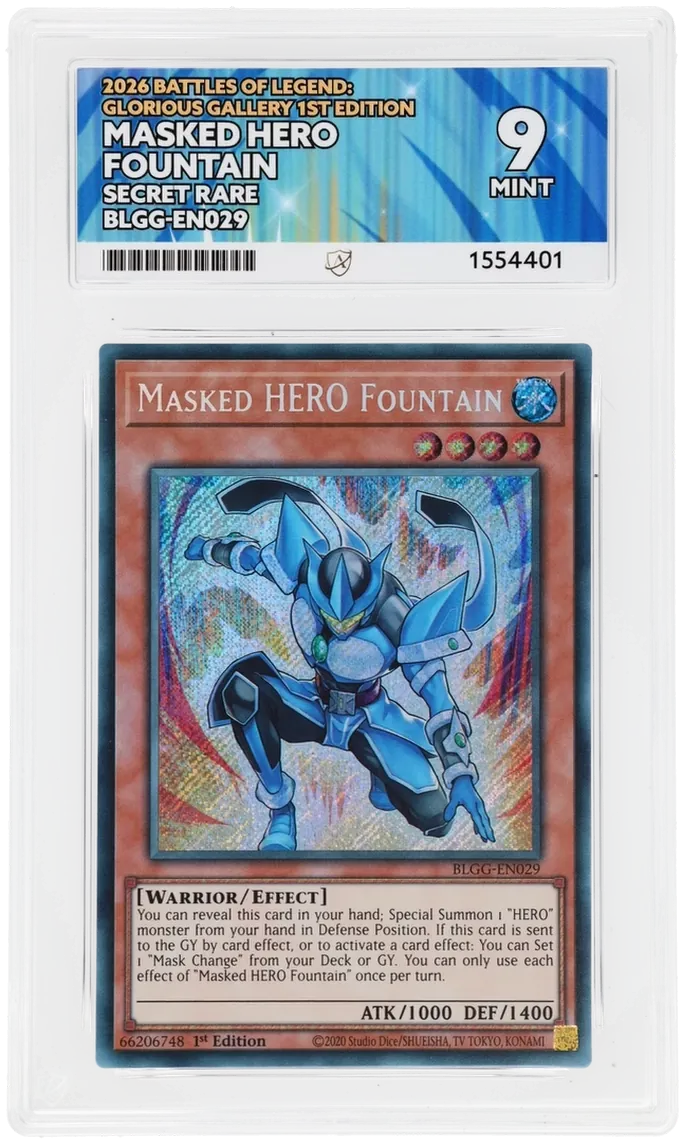 2026 BATTLES OF LEGEND:
GLORIOUS GALLERY 1ST EDITION
MASKED HERO
FOUNTAIN
SECRET RARE
BLGG-EN029
9
MINT
1554401
MASKED HERO FOUNTAIN
WATER
BLGG-EN029
[WARRIOR/EFFECT]
You can reveal this card in your hand; Special Summon 1 "HERO"
monster from your hand in Defense Position. If this card is sent
to the GY by card effect, or to activate a card effect: You can Set
1 "Mask Change" from your Deck or GY. You can only use each
effect of "Masked HERO Fountain" once per turn.
ATK/1000 DEF/1400
66206748 1st Edition ©2020 Studio Dice/SHUEISHA, TV TOKYO, KONAMI